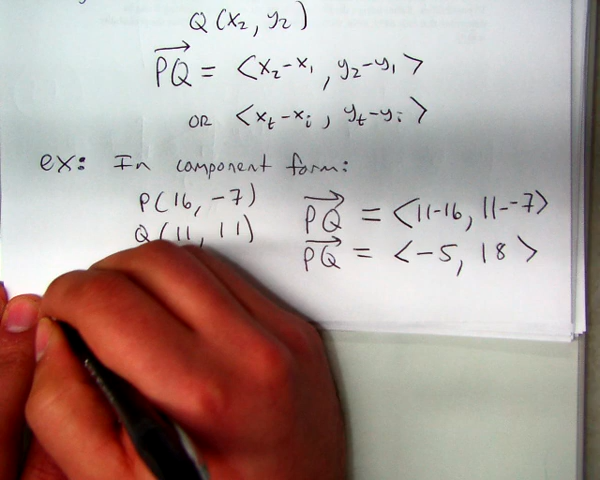 Q(x₂, y₂)
PQ = <x₂-x₁, y₂-y₁>
OR <xₜ-xᵢ, yₜ-yᵢ>
ex: In component form:
P(16, -7)
Q(11, 11)
PQ = <11-16, 11--7>
PQ = <-5, 18>